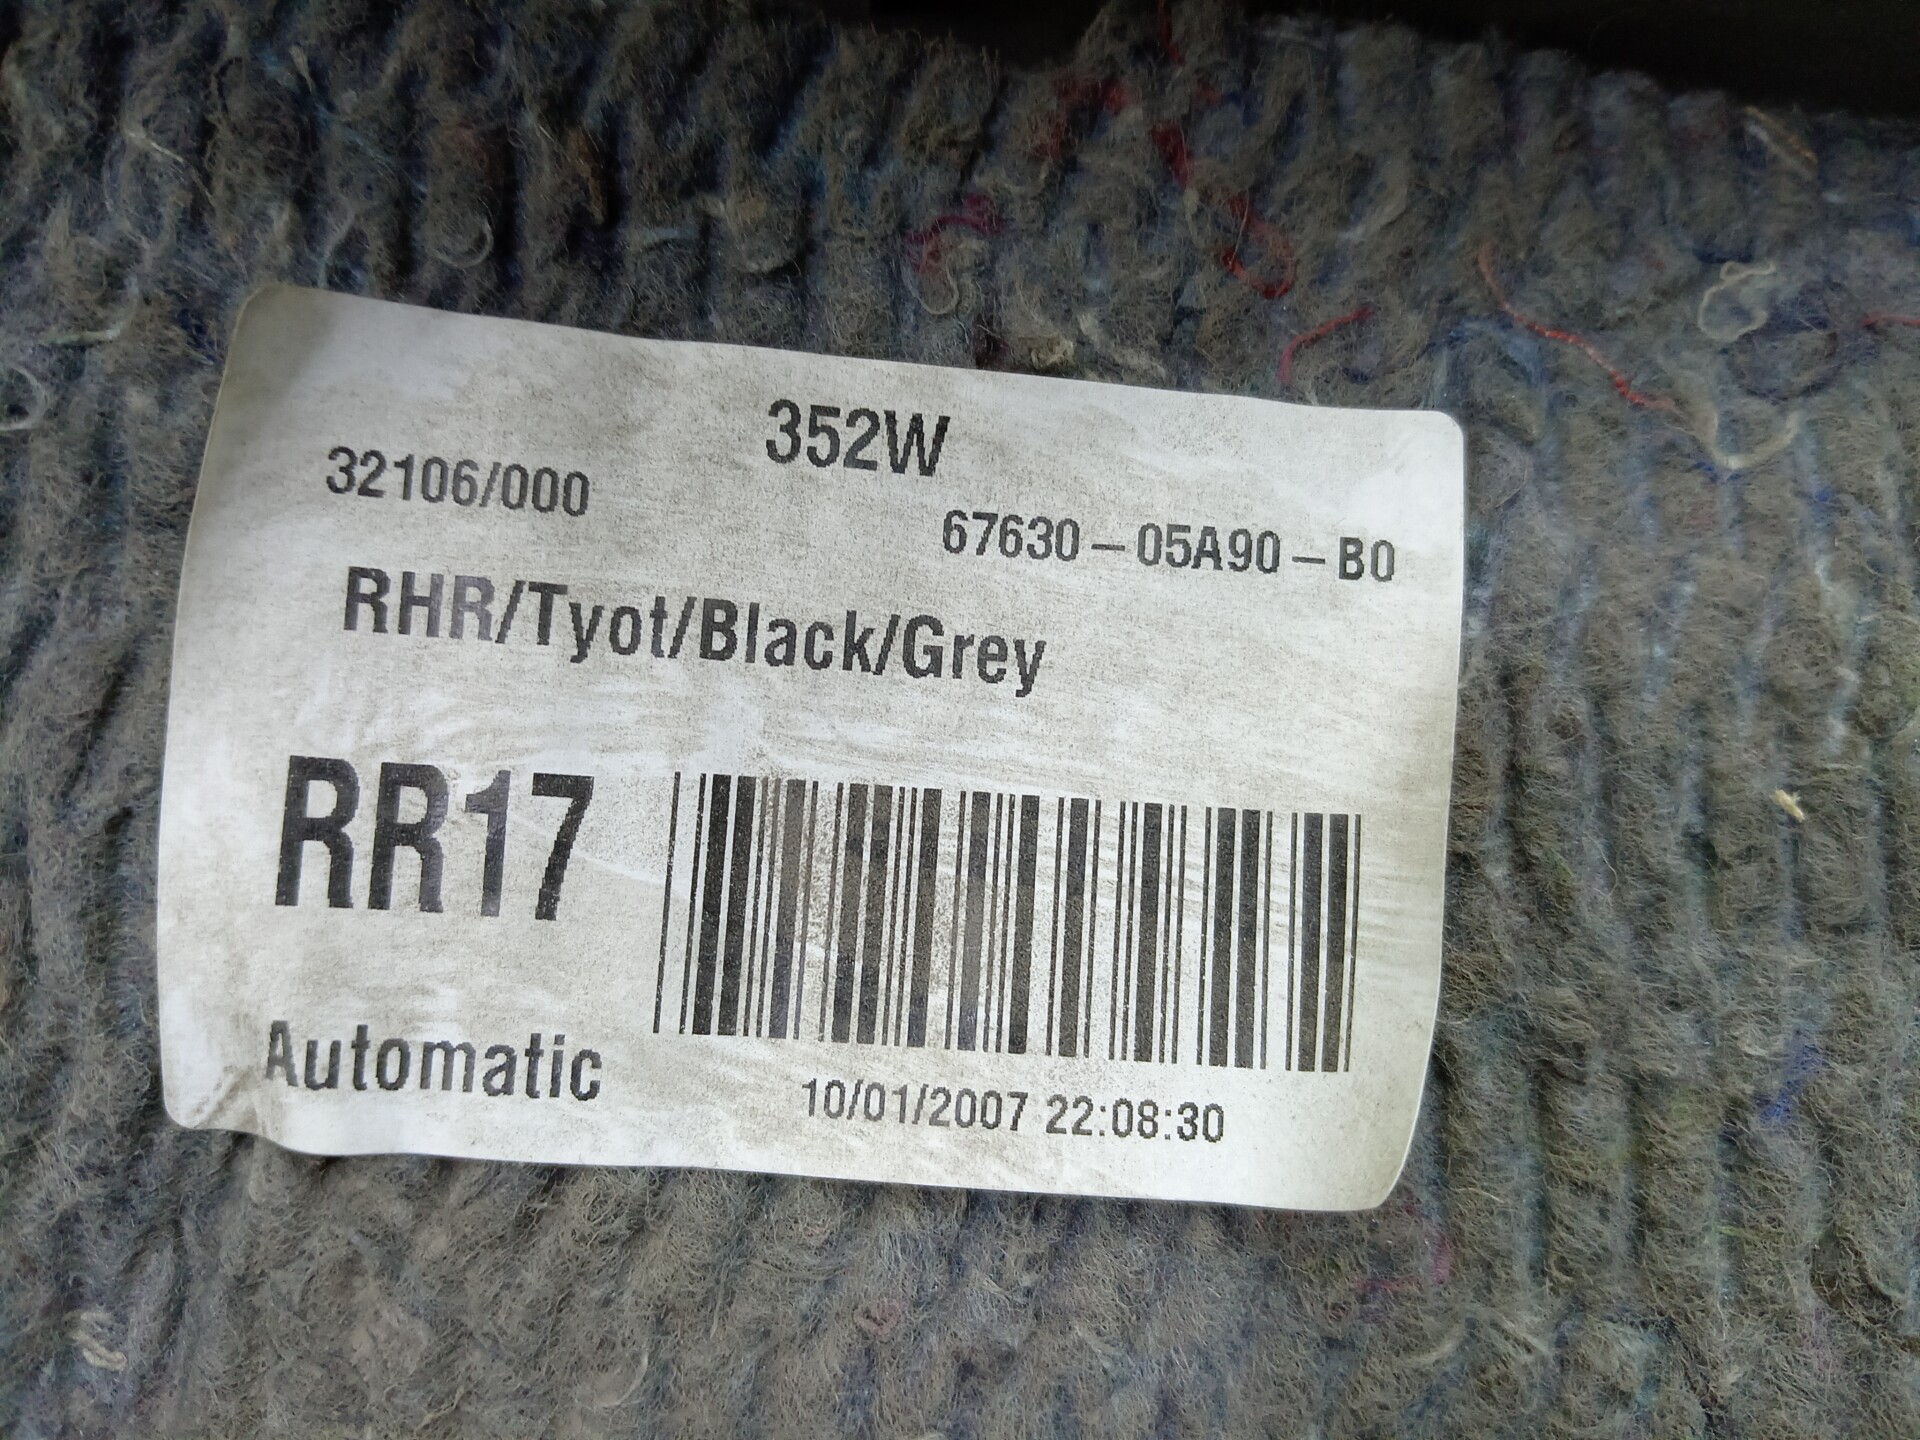 352W
32106/000
67630-05A90-B0
RHR/Tyot/Black/Grey
RR17
Automatic
10/01/2007 22:08:30